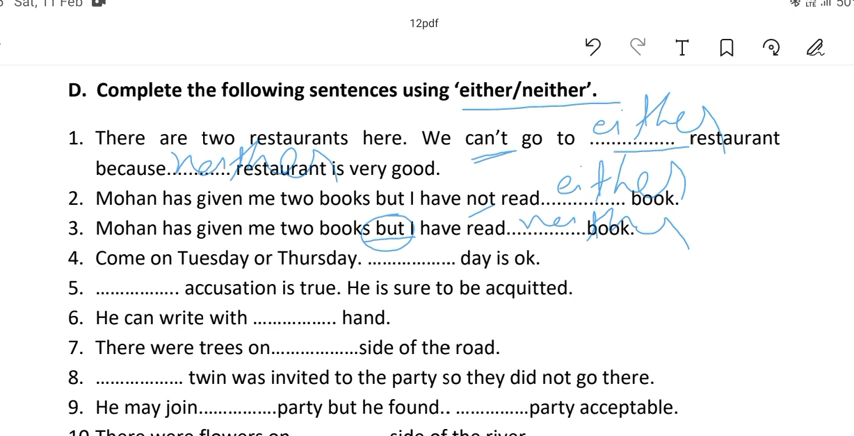 Sat, 11 Feb
12pdf
D. Complete the following sentences using ‘either/neither’.
1. There are two restaurants here. We can’t go to either restaurant
because neither restaurant is very good.
2. Mohan has given me two books but I have not read either book.
3. Mohan has given me two books but I have read neither book.
4. Come on Tuesday or Thursday. .................. day is ok.
5. ................. accusation is true. He is sure to be acquitted.
6. He can write with ................. hand.
7. There were trees on..................side of the road.
8. .................. twin was invited to the party so they did not go there.
9. He may join...............party but he found.. ..............party acceptable.